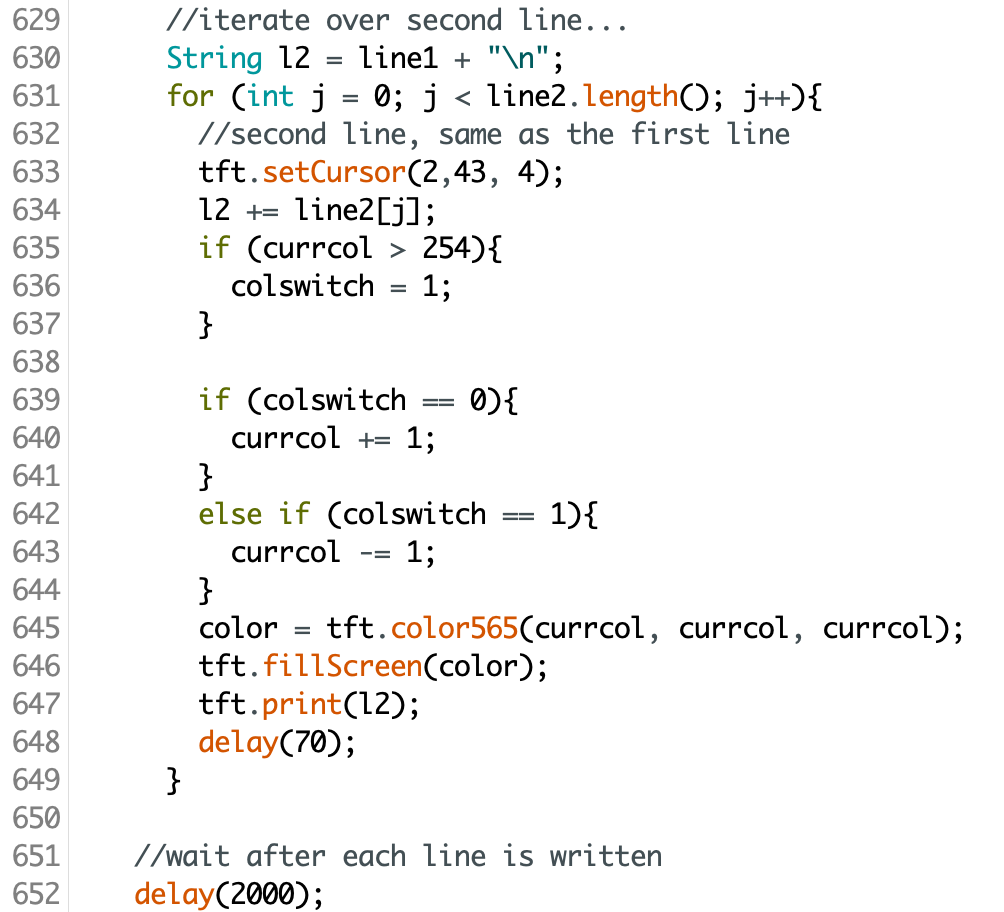 629 //iterate over second line...
630 String l2 = line1 + "\n";
631 for (int j = 0; j < line2.length(); j++){
632 //second line, same as the first line
633 tft.setCursor(2,43, 4);
634 l2 += line2[j];
635 if (currcol > 254){
636 colswitch = 1;
637 }
638
639 if (colswitch == 0){
640 currcol += 1;
641 }
642 else if (colswitch == 1){
643 currcol -= 1;
644 }
645 color = tft.color565(currcol, currcol, currcol);
646 tft.fillScreen(color);
647 tft.print(l2);
648 delay(70);
649 }
650
651 //wait after each line is written
652 delay(2000);